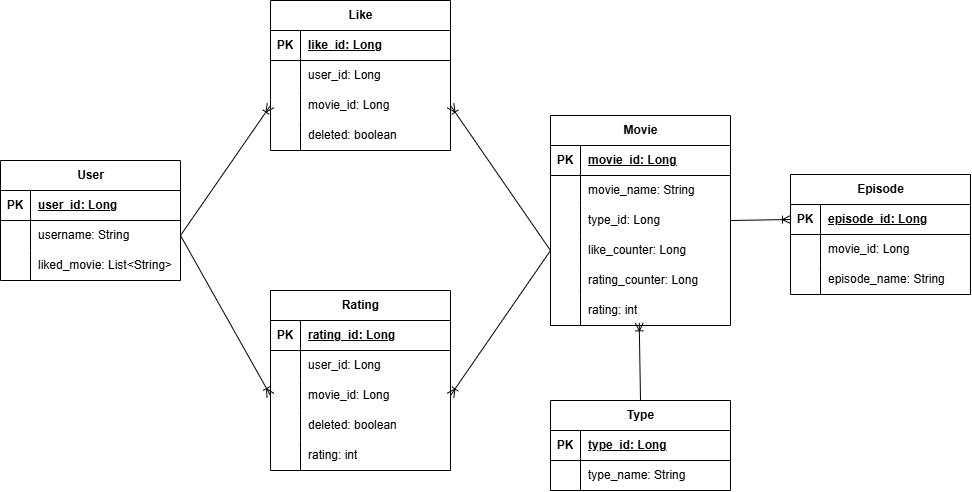 Like
PK like_id: Long
user_id: Long
movie_id: Long
deleted: boolean
User
PK user_id: Long
username: String
liked_movie: List<String>
Rating
PK rating_id: Long
user_id: Long
movie_id: Long
deleted: boolean
rating: int
Movie
PK movie_id: Long
movie_name: String
type_id: Long
like_counter: Long
rating_counter: Long
rating: int
Episode
PK episode_id: Long
movie_id: Long
episode_name: String
Type
PK type_id: Long
type_name: String